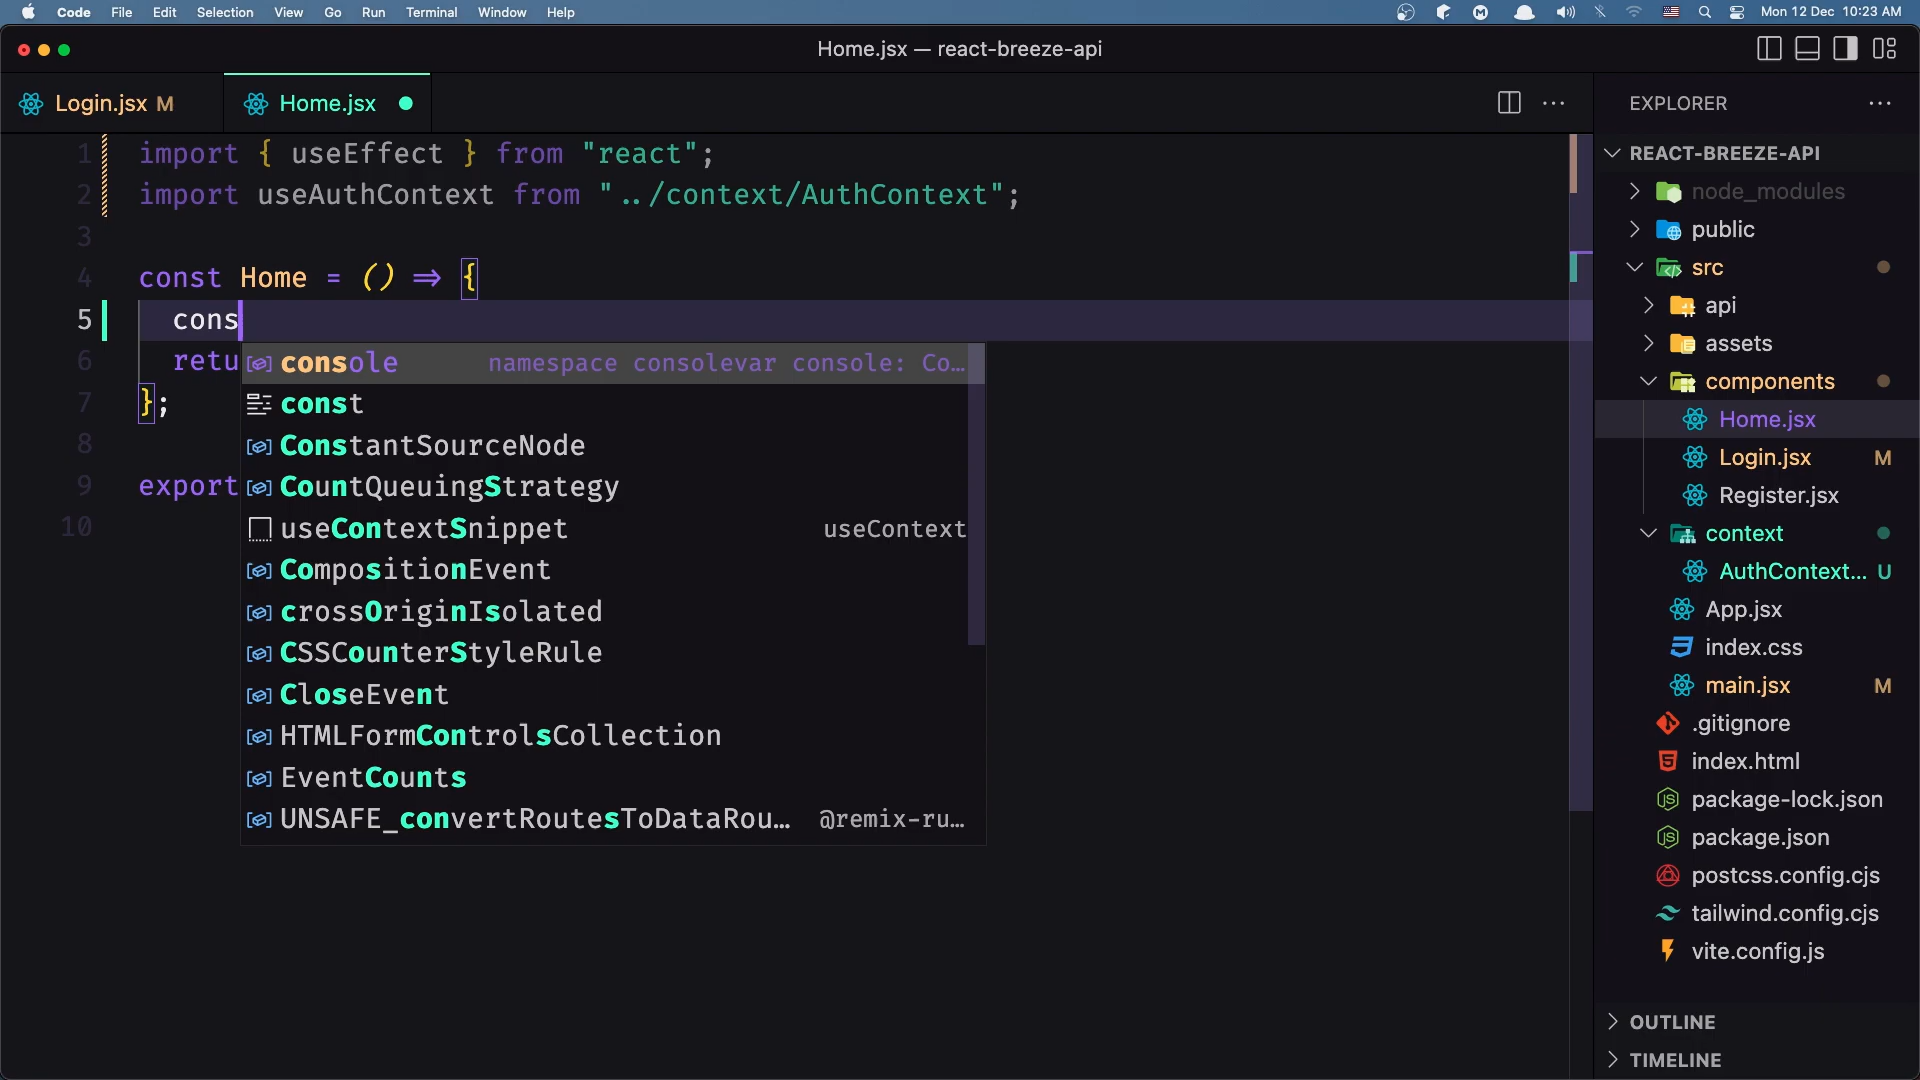 Code File Edit Selection View Go Run Terminal Window Help Mon 12 Dec 10:23 AM
Home.jsx — react-breeze-api
Login.jsx M Home.jsx
1 import { useEffect } from "react";
2 import useAuthContext from "../context/AuthContext";
3
4 const Home = () => {
5 cons
6 retu
7 };
8
9 export
10
console namespace consolevar console: Co…
const
ConstantSourceNode
CountQueuingStrategy
useContextSnippet useContext
CompositionEvent
crossOriginIsolated
CSSCounterStyleRule
CloseEvent
HTMLFormControlsCollection
EventCounts
UNSAFE_convertRoutesToDataRou… @remix-ru…
EXPLORER
REACT-BREEZE-API
node_modules
public
src
api
assets
components
Home.jsx
Login.jsx M
Register.jsx
context
AuthContext... U
App.jsx
index.css
main.jsx M
.gitignore
index.html
package-lock.json
package.json
postcss.config.cjs
tailwind.config.cjs
vite.config.js
OUTLINE
TIMELINE